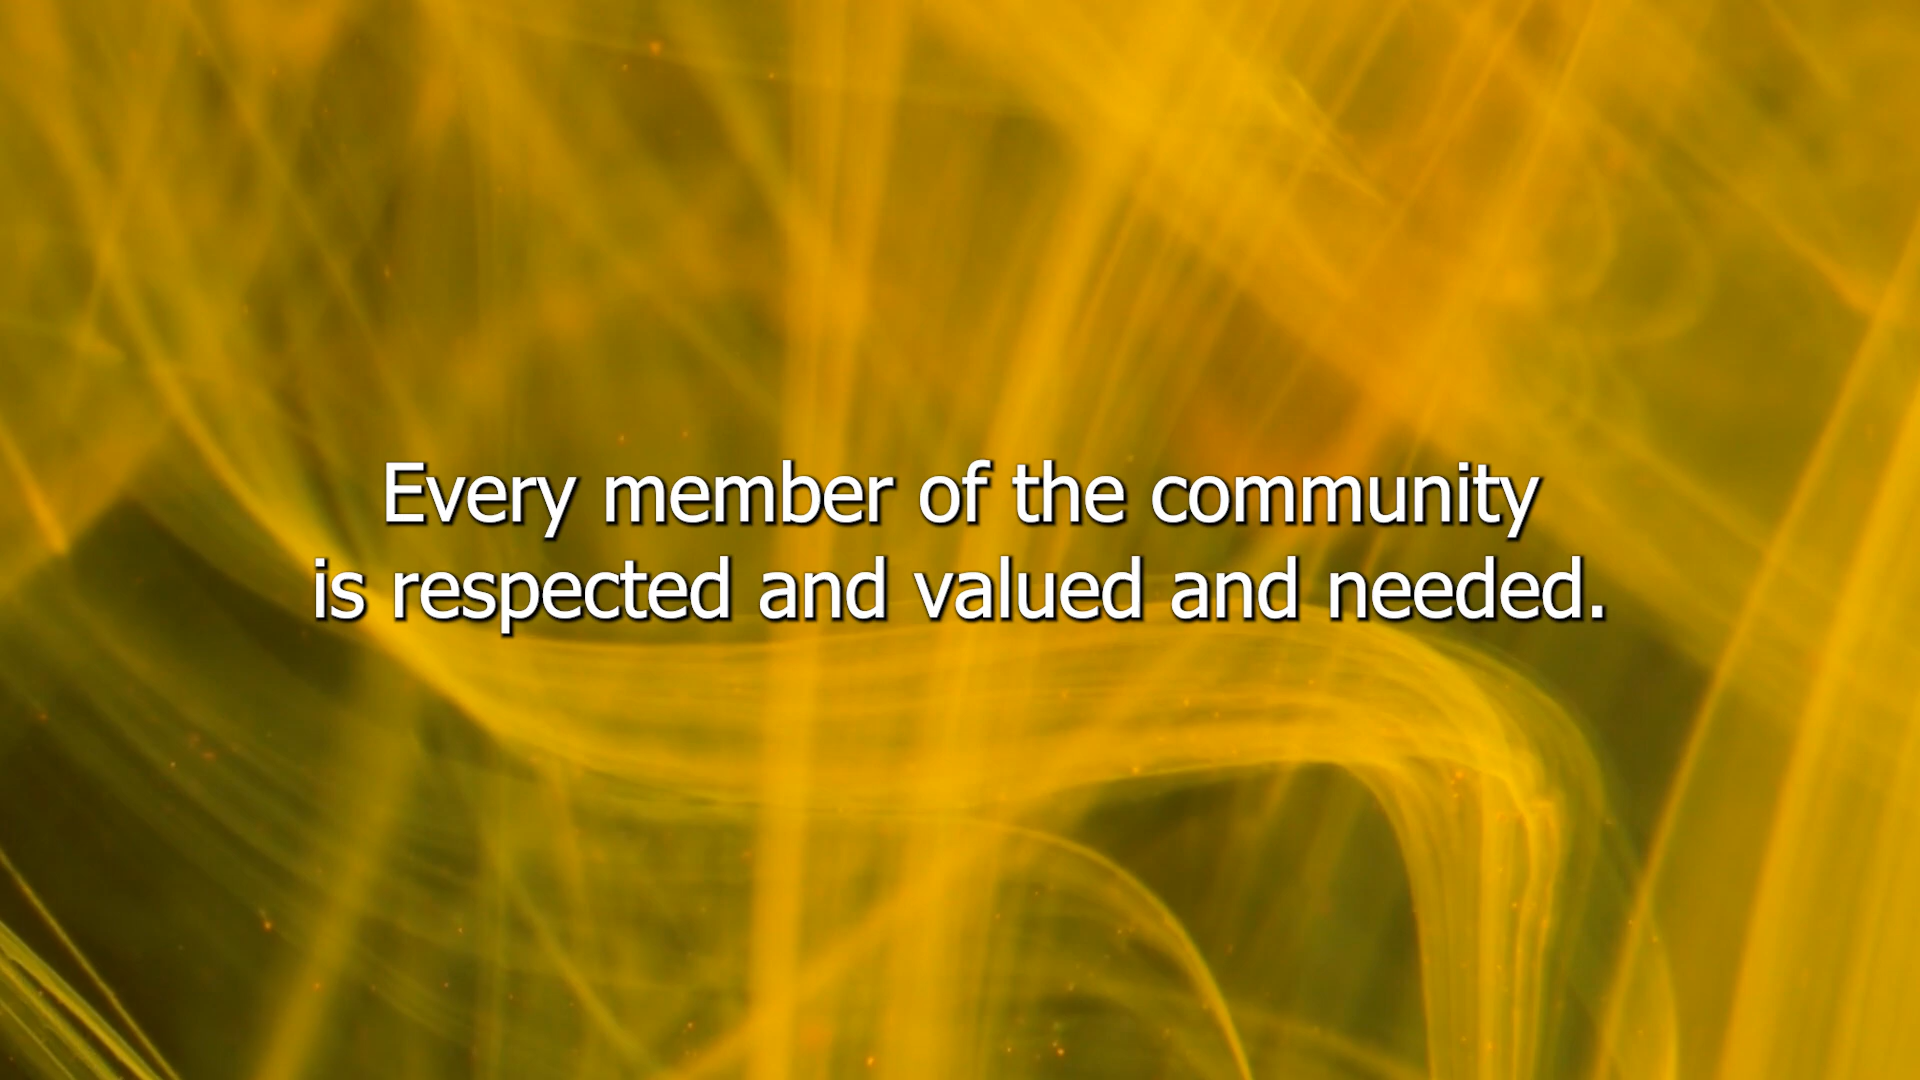 Every member of the community
is respected and valued and needed.